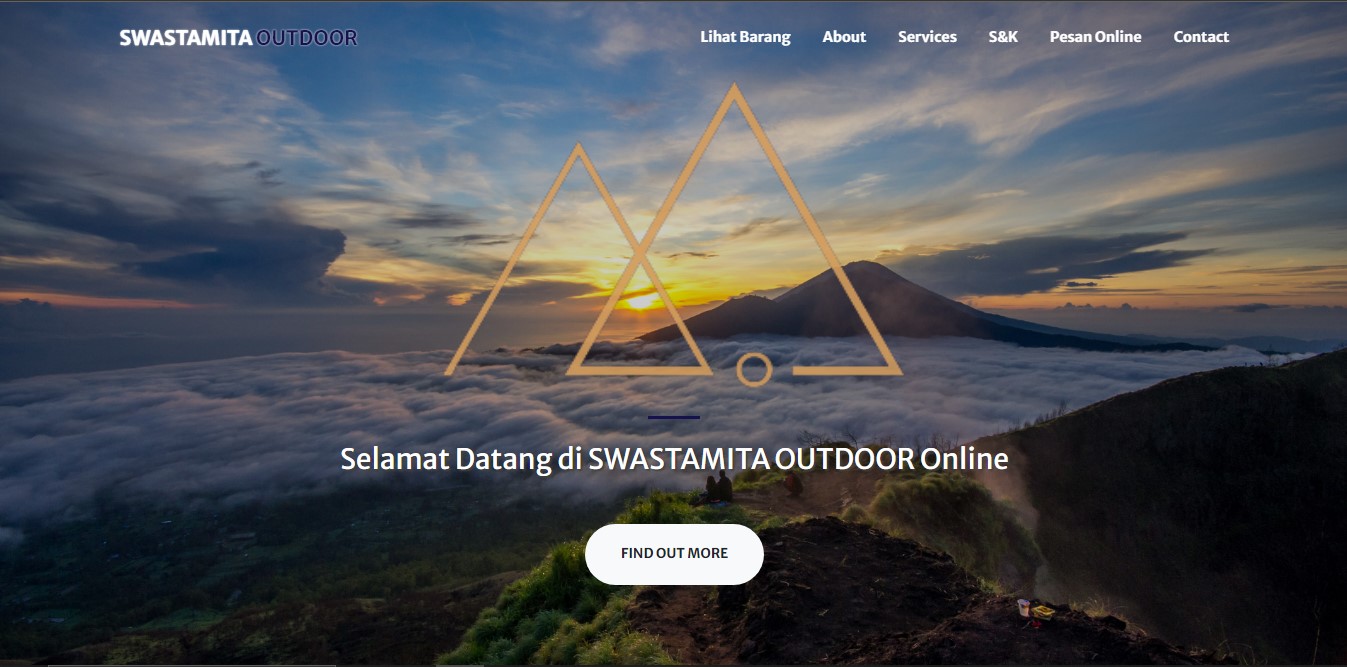 SWASTAMITA OUTDOOR
Lihat Barang About Services S&K Pesan Online Contact
Selamat Datang di SWASTAMITA OUTDOOR Online
FIND OUT MORE